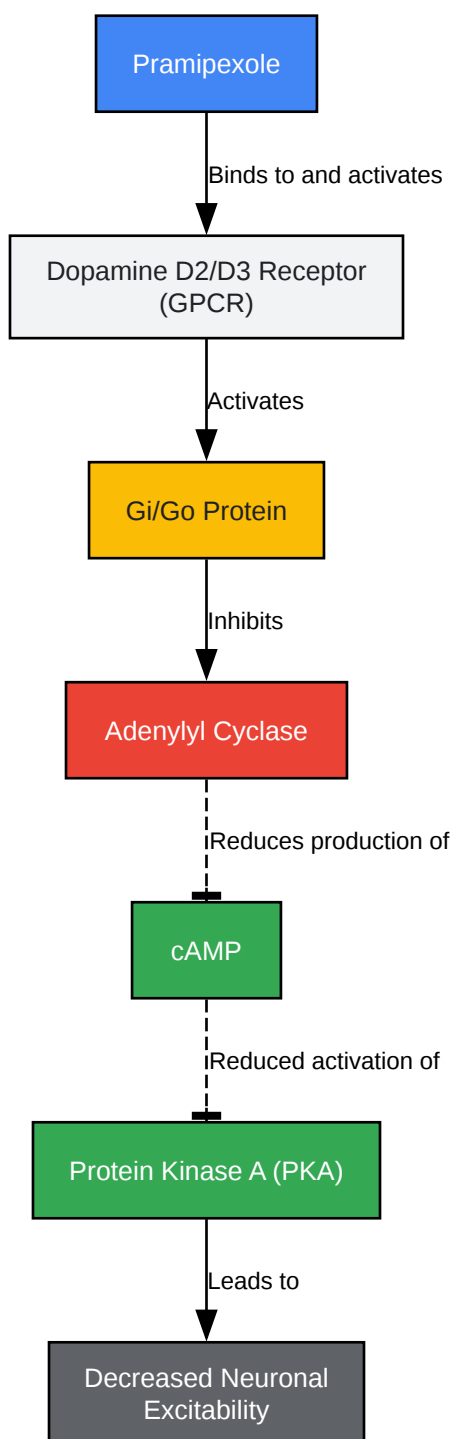 Pramipexole
Binds to and activates
Dopamine D2/D3 Receptor
(GPCR)
Activates
Gi/Go Protein
Inhibits
Adenylyl Cyclase
Reduces production of
cAMP
Reduced activation of
Protein Kinase A (PKA)
Leads to
Decreased Neuronal
Excitability